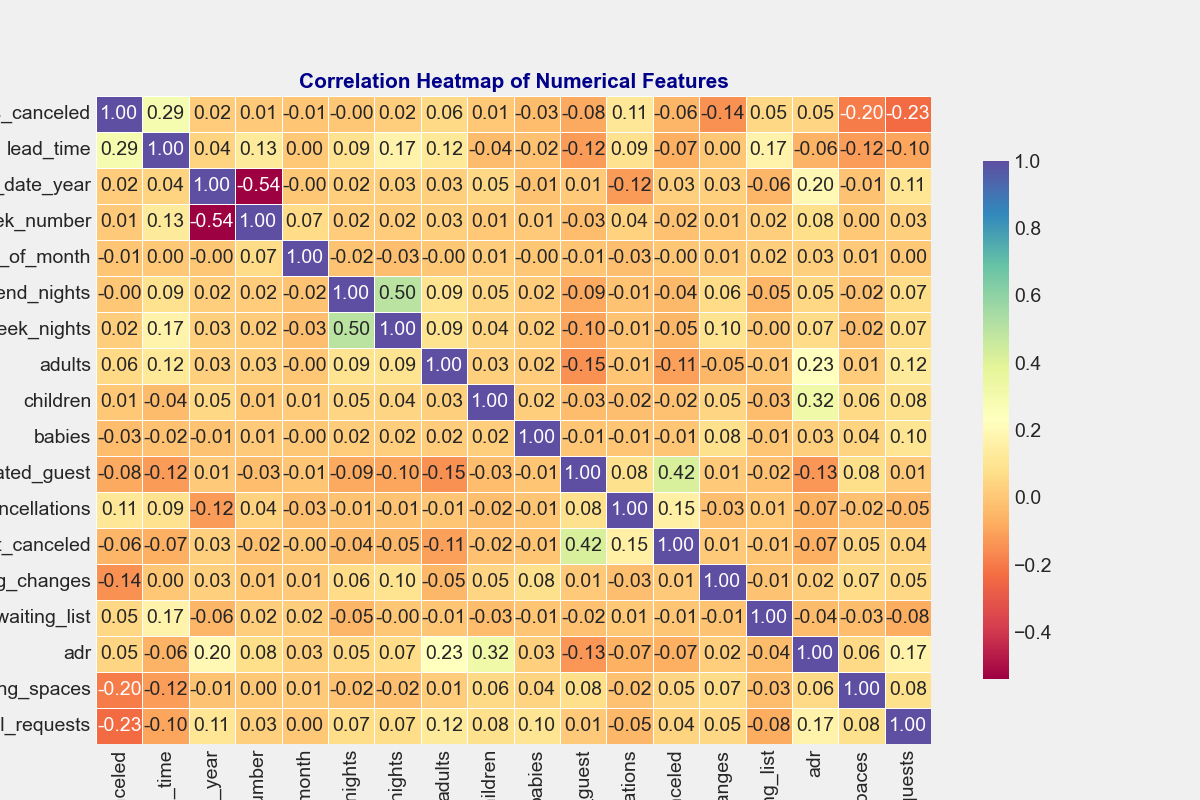 Correlation Heatmap of Numerical Features
_canceled 1.00 0.29 0.02 0.01 -0.01 -0.00 0.02 0.06 0.01 -0.03 -0.08 0.11 -0.06 -0.14 0.05 0.05 -0.20 -0.23
lead_time 0.29 1.00 0.04 0.13 0.00 0.09 0.17 0.12 -0.04 -0.02 -0.12 0.09 -0.07 0.00 0.17 -0.06 -0.12 -0.10
_date_year 0.02 0.04 1.00 -0.54 -0.00 0.02 0.03 0.03 0.05 -0.01 0.01 -0.12 0.03 0.03 -0.06 0.20 -0.01 0.11
ek_number 0.01 0.13 -0.54 1.00 0.07 0.02 0.02 0.03 0.01 0.01 -0.03 0.04 -0.02 0.01 0.02 0.08 0.00 0.03
_of_month -0.01 0.00 -0.00 0.07 1.00 -0.02 -0.03 -0.00 0.01 -0.00 -0.01 -0.03 -0.00 0.01 0.02 0.03 0.01 0.00
end_nights -0.00 0.09 0.02 0.02 -0.02 1.00 0.50 0.09 0.05 0.02 -0.09 -0.01 -0.04 0.06 -0.05 0.05 -0.02 0.07
eek_nights 0.02 0.17 0.03 0.02 -0.03 0.50 1.00 0.09 0.04 0.02 -0.10 -0.01 -0.05 0.10 -0.00 0.07 -0.02 0.07
adults 0.06 0.12 0.03 0.03 -0.00 0.09 0.09 1.00 0.03 0.02 -0.15 -0.01 -0.11 -0.05 -0.01 0.23 0.01 0.12
children 0.01 -0.04 0.05 0.01 0.01 0.05 0.04 0.03 1.00 0.02 -0.03 -0.02 -0.02 0.05 -0.03 0.32 0.06 0.08
babies -0.03 -0.02 -0.01 0.01 -0.00 0.02 0.02 0.02 0.02 1.00 -0.01 -0.01 -0.01 0.08 -0.01 0.03 0.04 0.10
ated_guest -0.08 -0.12 0.01 -0.03 -0.01 -0.09 -0.10 -0.15 -0.03 -0.01 1.00 0.08 0.42 0.01 -0.02 -0.13 0.08 0.01
ncellations 0.11 0.09 -0.12 0.04 -0.03 -0.01 -0.01 -0.01 -0.02 -0.01 0.08 1.00 0.15 -0.03 0.01 -0.07 -0.02 -0.05
t_canceled -0.06 -0.07 0.03 -0.02 -0.00 -0.04 -0.05 -0.11 -0.02 -0.01 0.42 0.15 1.00 0.01 -0.01 -0.07 0.05 0.04
g_changes -0.14 0.00 0.03 0.01 0.01 0.06 0.10 -0.05 0.05 0.08 0.01 -0.03 0.01 1.00 -0.01 0.02 0.07 0.05
waiting_list 0.05 0.17 -0.06 0.02 0.02 -0.05 -0.00 -0.01 -0.03 -0.01 -0.02 0.01 -0.01 -0.01 1.00 -0.04 -0.03 -0.08
adr 0.05 -0.06 0.20 0.08 0.03 0.05 0.07 0.23 0.32 0.03 -0.13 -0.07 -0.07 0.02 -0.04 1.00 0.06 0.17
ng_spaces -0.20 -0.12 -0.01 0.00 0.01 -0.02 -0.02 0.01 0.06 0.04 0.08 -0.02 0.05 0.07 -0.03 0.06 1.00 0.08
l_requests -0.23 -0.10 0.11 0.03 0.00 0.07 0.07 0.12 0.08 0.10 0.01 -0.05 0.04 0.05 -0.08 0.17 0.08 1.00
nceled _time _year umber month nights nights adults ildren babies guest ations nceled anges ng_list adr paces quests
1.0
0.8
0.6
0.4
0.2
0.0
−0.2
−0.4